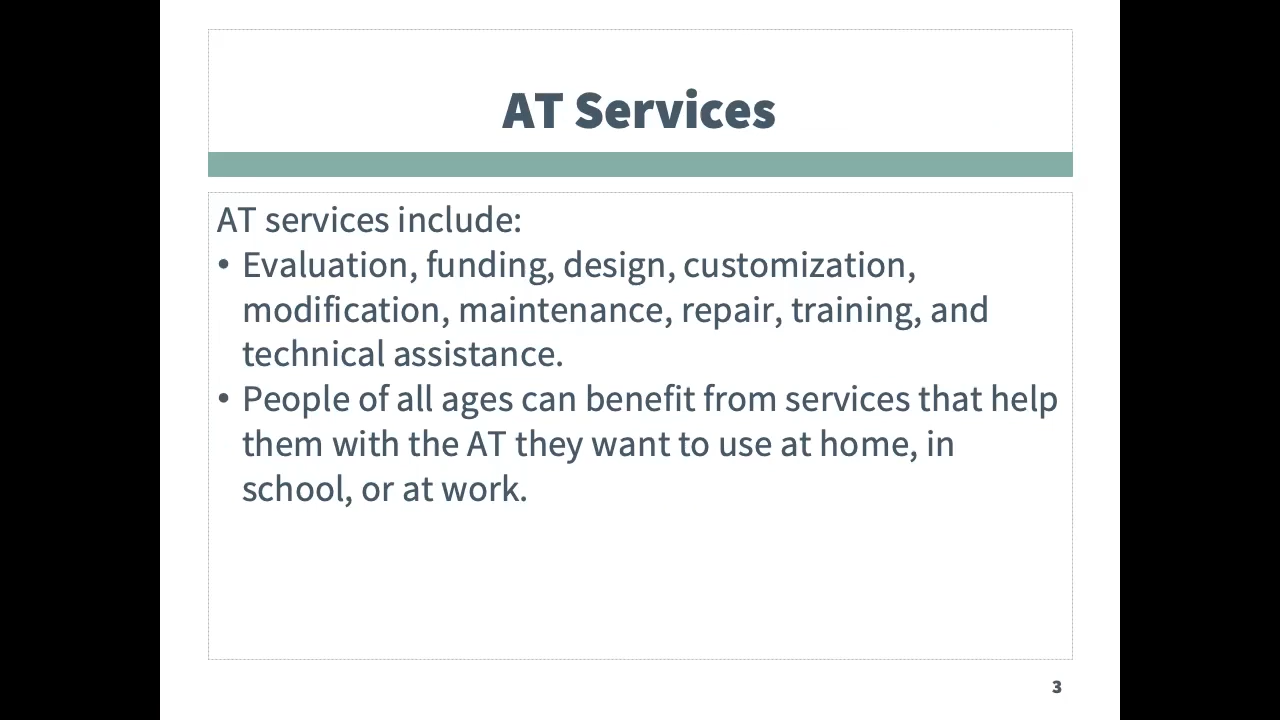 AT Services
AT services include:
• Evaluation, funding, design, customization,
modification, maintenance, repair, training, and
technical assistance.
• People of all ages can benefit from services that help
them with the AT they want to use at home, in
school, or at work.
3